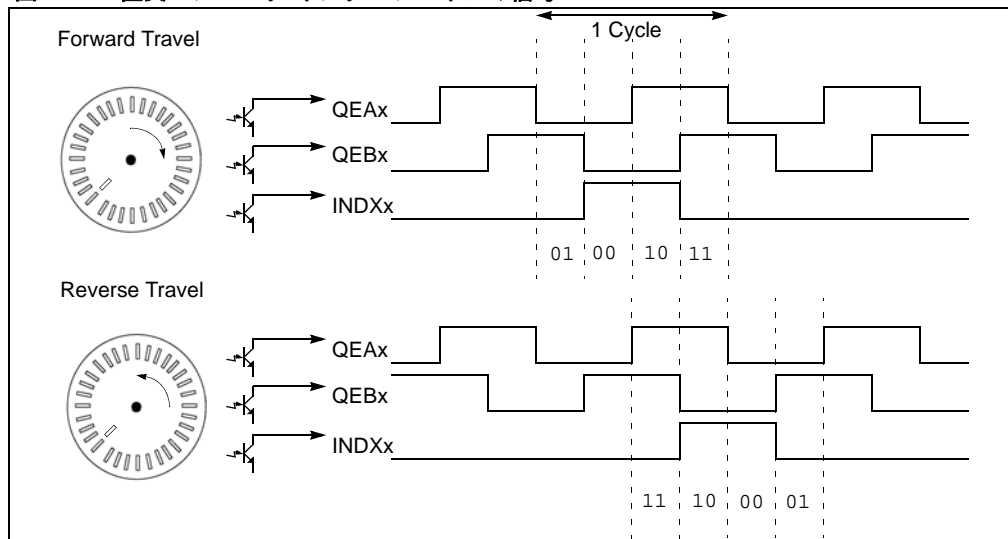 Forward Travel
1 Cycle
QEAx
QEBx
INDXx
01 00 10 11
Reverse Travel
QEAx
QEBx
INDXx
11 10 00 01